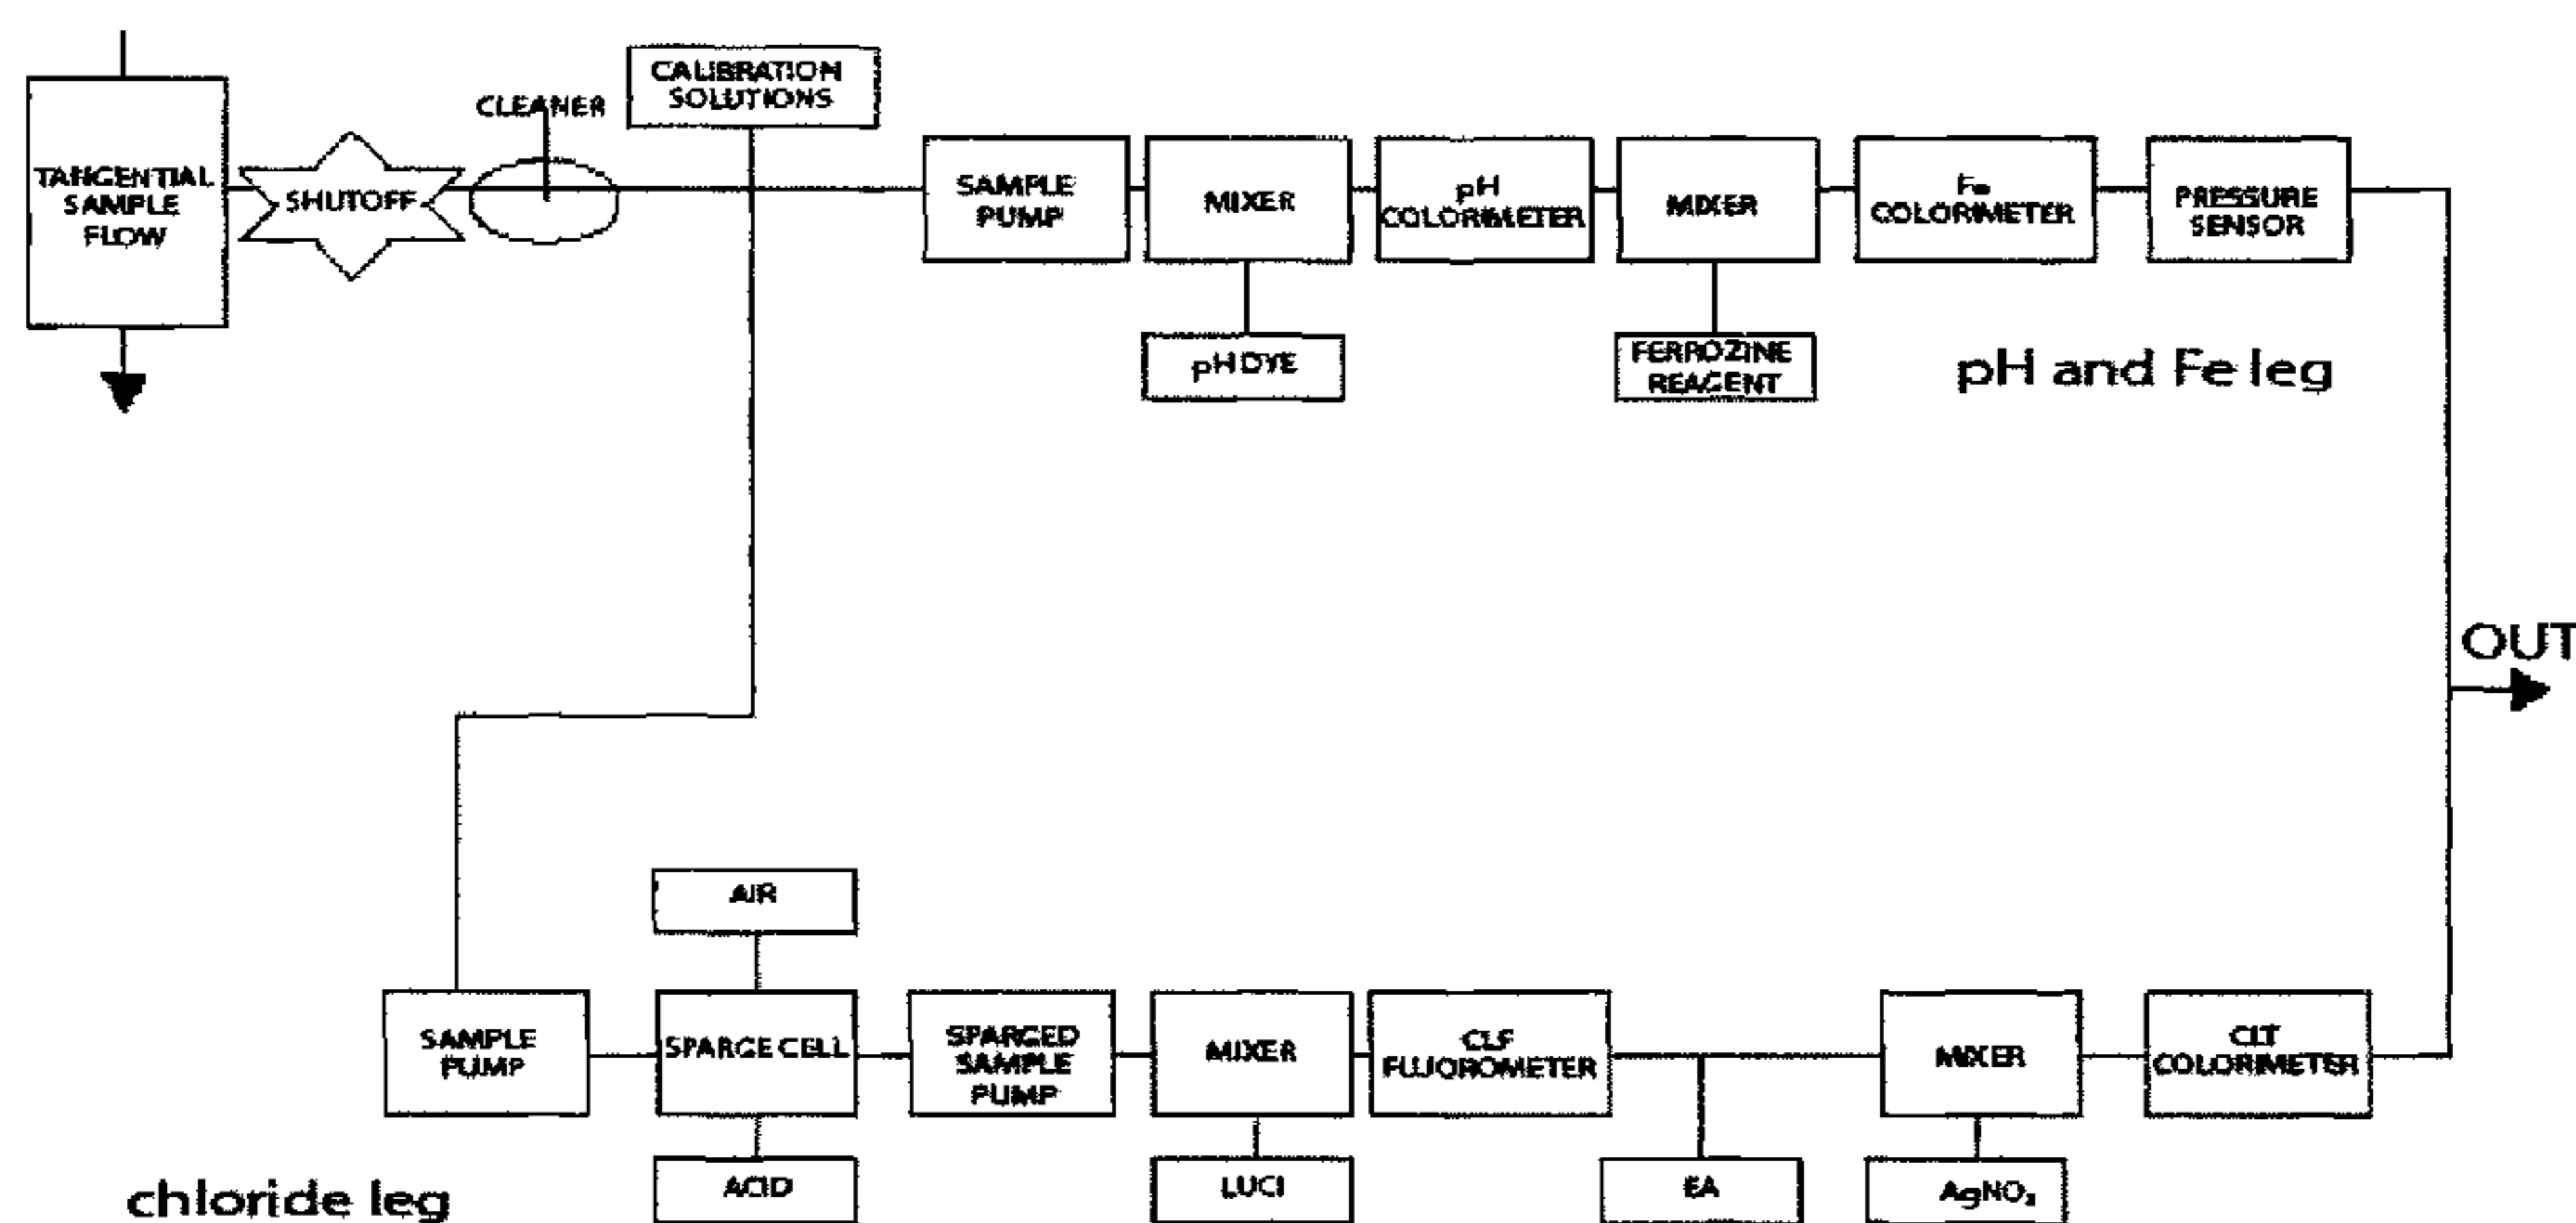 CALIBRATION
SOLUTIONS
CLEANER
TANGENTIAL
SAMPLE
FLOW
SHUTOFF
SAMPLE
PUMP
MIXER
pH
COLORIMETER
MIXER
Fe
COLORIMETER
PRESSURE
SENSOR
pH DYE
FERROZINE
REAGENT
pH and Fe leg
OUT
AIR
SAMPLE
PUMP
SPARGE CELL
SPARGED
SAMPLE
PUMP
MIXER
CLF
FLUOROMETER
MIXER
CLT
COLORIMETER
chloride leg
ACID
LUCI
EA
AgNO₃